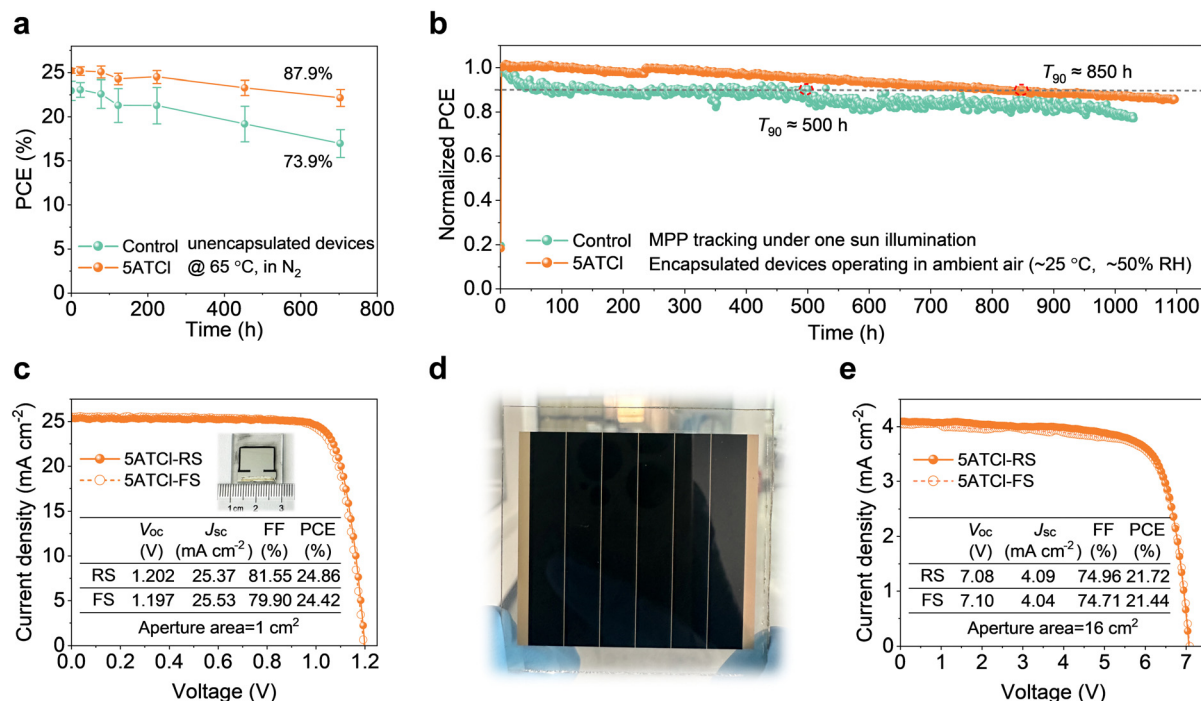 a
PCE (%)
25
20
15
10
5
0
87.9%
73.9%
Control unencapsulated devices
5ATCl @ 65 °C, in N₂
0 200 400 600 800
Time (h)
b
Normalized PCE
1.0
0.8
0.6
0.4
0.2
0.0
T₉₀ ≈ 850 h
T₉₀ ≈ 500 h
Control MPP tracking under one sun illumination
5ATCl Encapsulated devices operating in ambient air (~25 °C, ~50% RH)
0 100 200 300 400 500 600 700 800 900 1000 1100
Time (h)
c
Current density (mA cm⁻²)
25
20
15
10
5
0
5ATCl-RS
5ATCl-FS
1cm 2 3
Voc Jsc FF PCE
(V) (mA cm⁻²) (%) (%)
RS 1.202 25.37 81.55 24.86
FS 1.197 25.53 79.90 24.42
Aperture area=1 cm²
0.0 0.2 0.4 0.6 0.8 1.0 1.2
Voltage (V)
d
e
Current density (mA cm⁻²)
4
3
2
1
0
5ATCl-RS
5ATCl-FS
Voc Jsc FF PCE
(V) (mA cm⁻²) (%) (%)
RS 7.08 4.09 74.96 21.72
FS 7.10 4.04 74.71 21.44
Aperture area=16 cm²
0 1 2 3 4 5 6 7
Voltage (V)